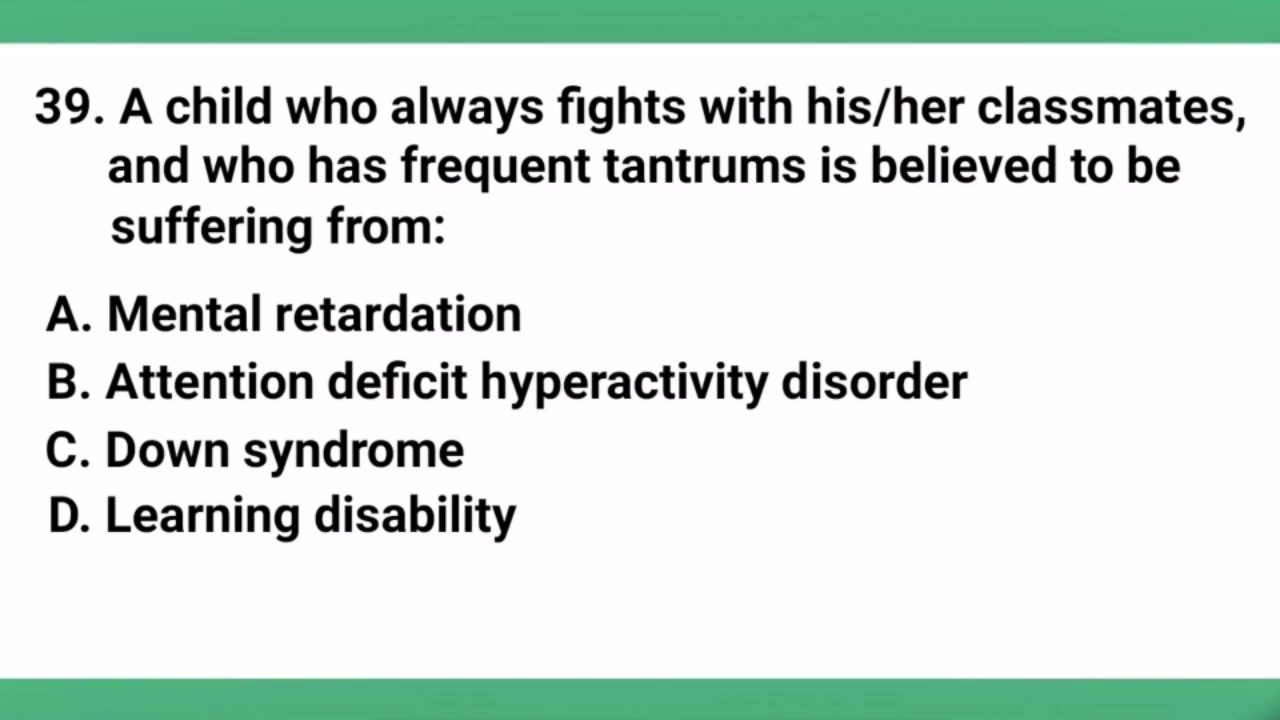 39. A child who always fights with his/her classmates,
and who has frequent tantrums is believed to be
suffering from:
A. Mental retardation
B. Attention deficit hyperactivity disorder
C. Down syndrome
D. Learning disability